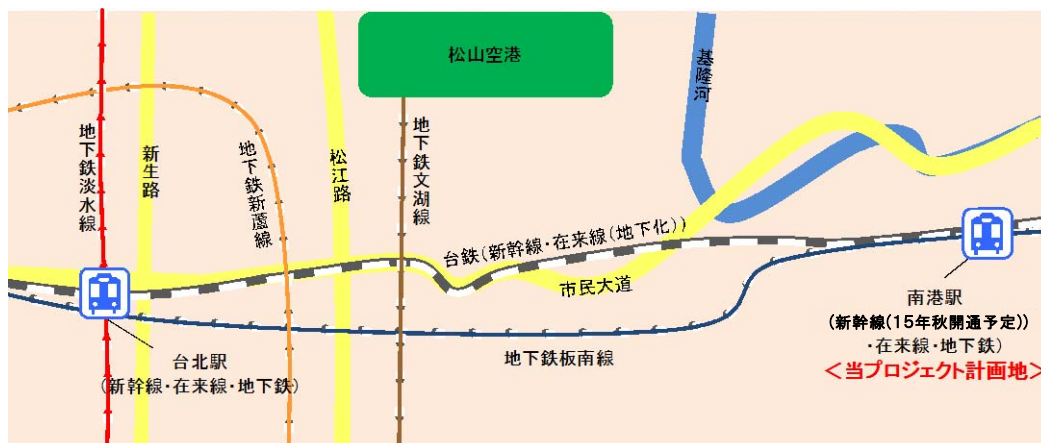 松山空港
基隆河
地下鉄淡水線
新生路
地下鉄新蘆線
松江路
地下鉄文湖線
台鉄(新幹線・在来線(地下化))
市民大道
台北駅
(新幹線・在来線・地下鉄)
地下鉄板南線
南港駅
(新幹線(15年秋開通予定))
・在来線・地下鉄)
<当プロジェクト計画地>